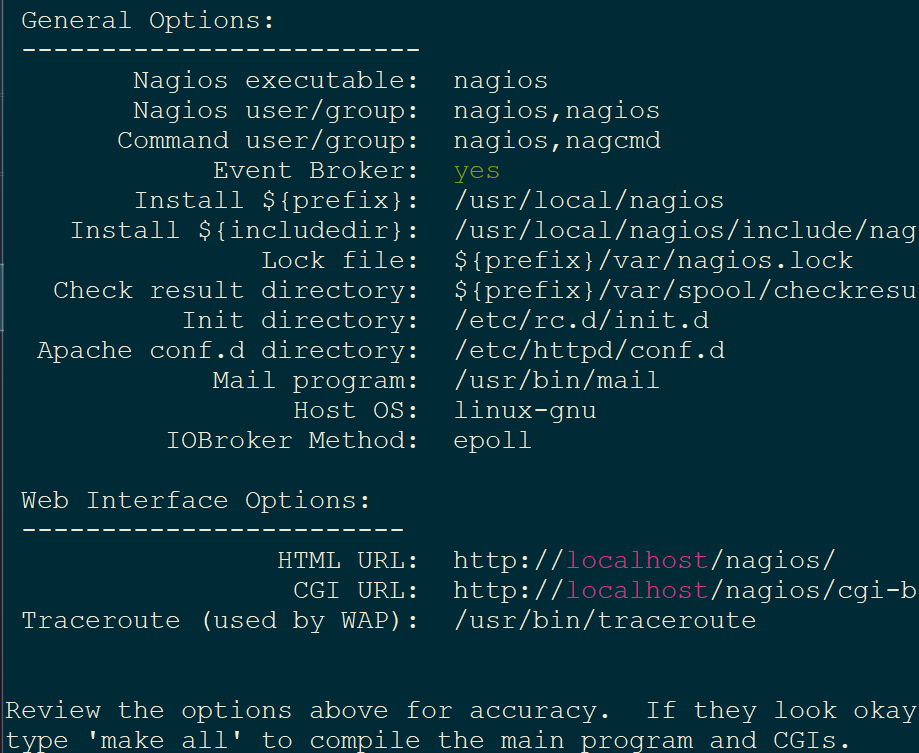 General Options:
-------------------------
Nagios executable: nagios
Nagios user/group: nagios,nagios
Command user/group: nagios,nagcmd
Event Broker: yes
Install ${prefix}: /usr/local/nagios
Install ${includedir}: /usr/local/nagios/include/nag
Lock file: ${prefix}/var/nagios.lock
Check result directory: ${prefix}/var/spool/checkresu
Init directory: /etc/rc.d/init.d
Apache conf.d directory: /etc/httpd/conf.d
Mail program: /usr/bin/mail
Host OS: linux-gnu
IOBroker Method: epoll
Web Interface Options:
------------------------
HTML URL: http://localhost/nagios/
CGI URL: http://localhost/nagios/cgi-b
Traceroute (used by WAP): /usr/bin/traceroute
Review the options above for accuracy. If they look okay
type 'make all' to compile the main program and CGIs.